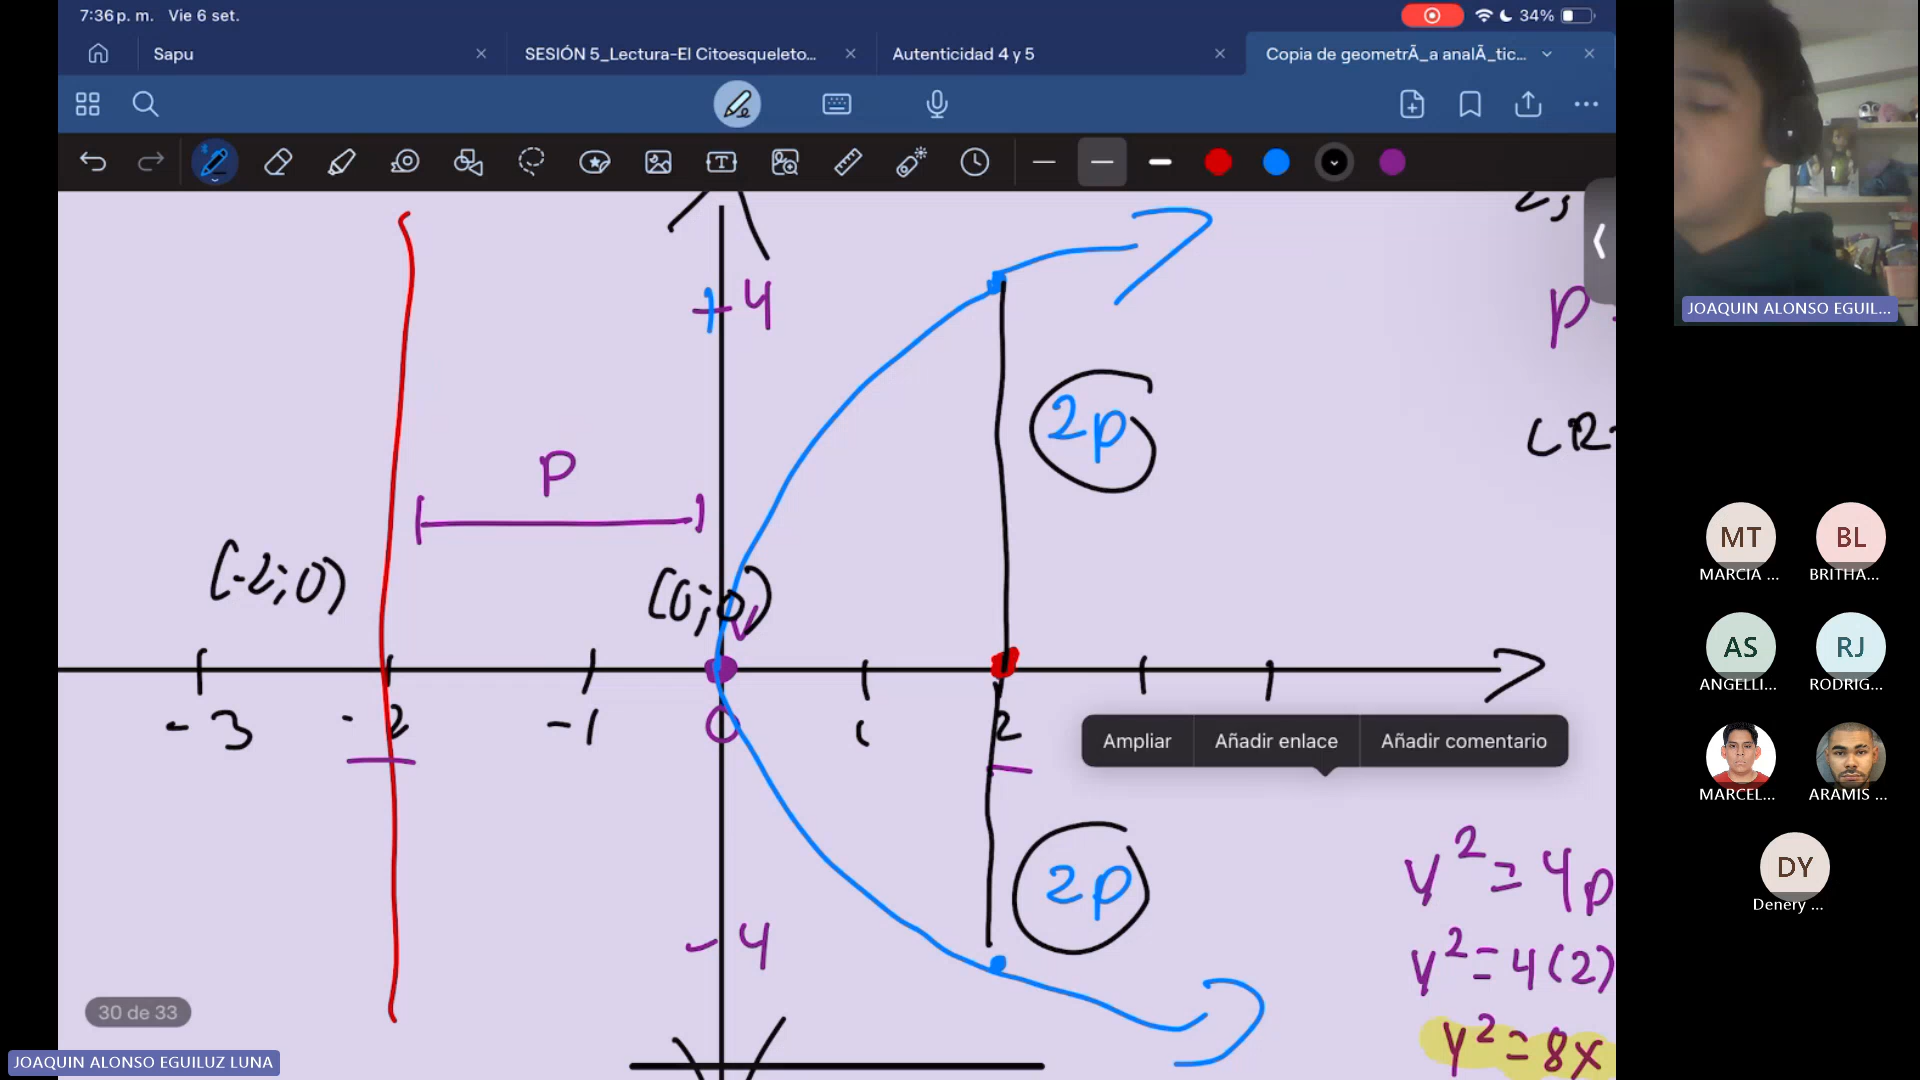 7:36 p. m. Vie 6 set.
34%
Sapu
SESIÓN 5_Lectura-El Citoesqueleto...
Autenticidad 4 y 5
Copia de geometrÃ_a analÃ_tic...
+4
2p
P
P
LR
(-2;0)
(0;0)
V
-3 -2 -1 0 1 2
Ampliar Añadir enlace Añadir comentario
2p
-4
y² = 4p
y² = 4(2)
y² = 8x
30 de 33
JOAQUIN ALONSO EGUILUZ LUNA
JOAQUIN ALONSO EGUIL...
MT BL
MARCIA ... BRITHA...
AS RJ
ANGELLI... RODRIG...
MARCEL... ARAMIS ...
DY
Denery ...